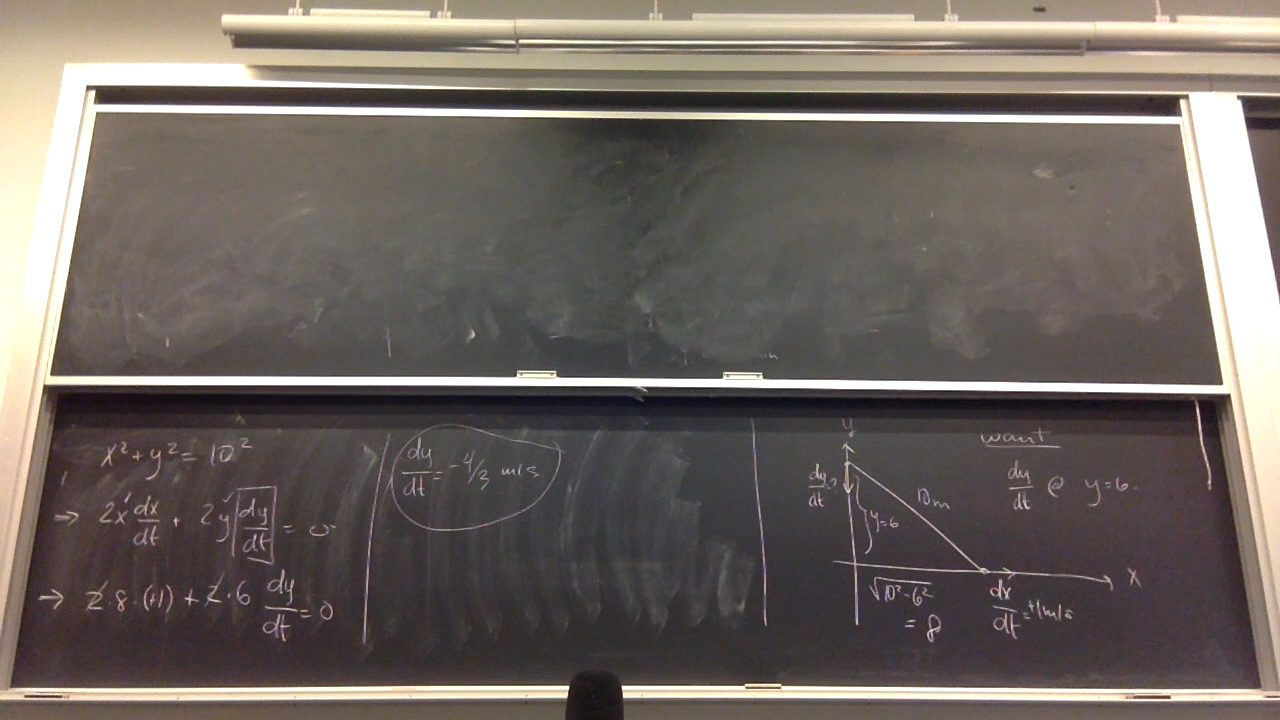 x² + y² = 10²
⇒ 2x dx/dt + 2y dy/dt = 0
→ 2·8·(+1) + 2·6 dy/dt = 0
dy/dt = -4/3 m/s
y
want
dy/dt @ y=6.
dy/dt ?
10m
y=6
x
√10²-6²
= 8
dx/dt = +1m/s